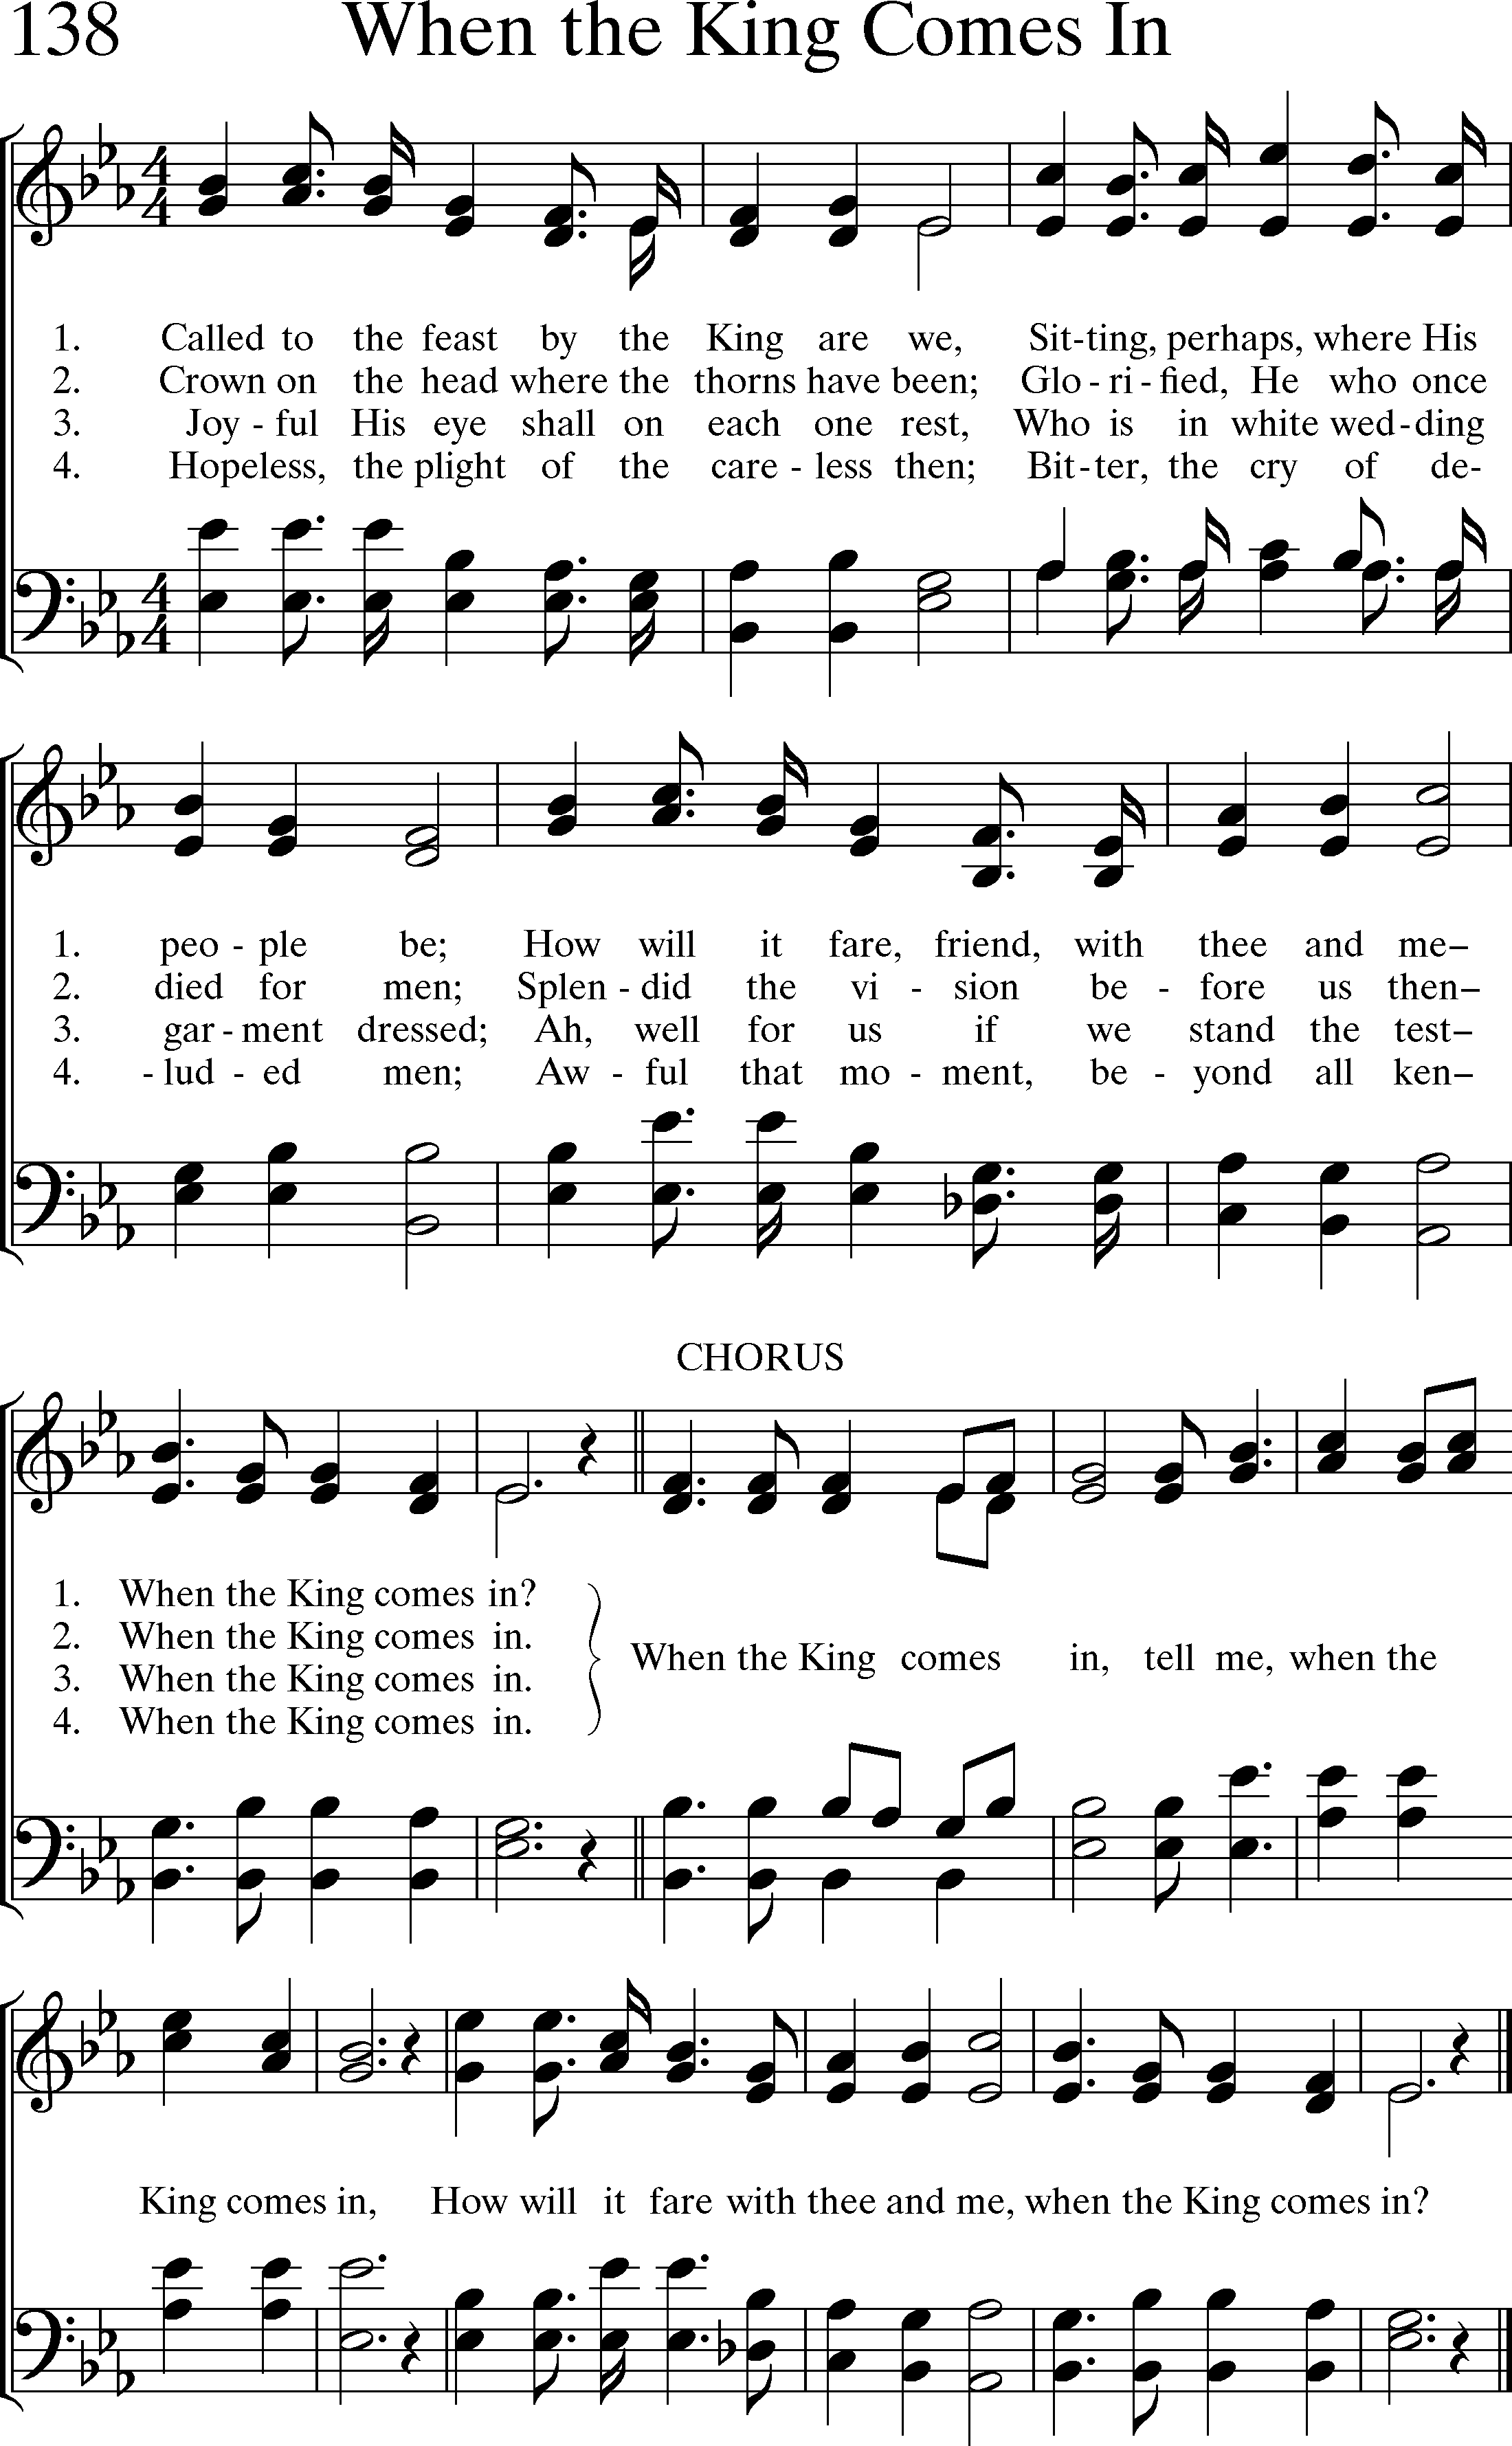 138 When the King Comes In
1. Called to the feast by the King are we, Sit-ting, perhaps, where His
2. Crown on the head where the thorns have been; Glo - ri - fied, He who once
3. Joy - ful His eye shall on each one rest, Who is in white wed-ding
4. Hopeless, the plight of the care - less then; Bit-ter, the cry of de-
1. peo - ple be; How will it fare, friend, with thee and me–
2. died for men; Splen - did the vi - sion be - fore us then–
3. gar - ment dressed; Ah, well for us if we stand the test–
4. - lud - ed men; Aw - ful that mo - ment, be - yond all ken–
CHORUS
1. When the King comes in?
2. When the King comes in.
When the King comes in, tell me, when the
3. When the King comes in.
4. When the King comes in.
King comes in, How will it fare with thee and me, when the King comes in?